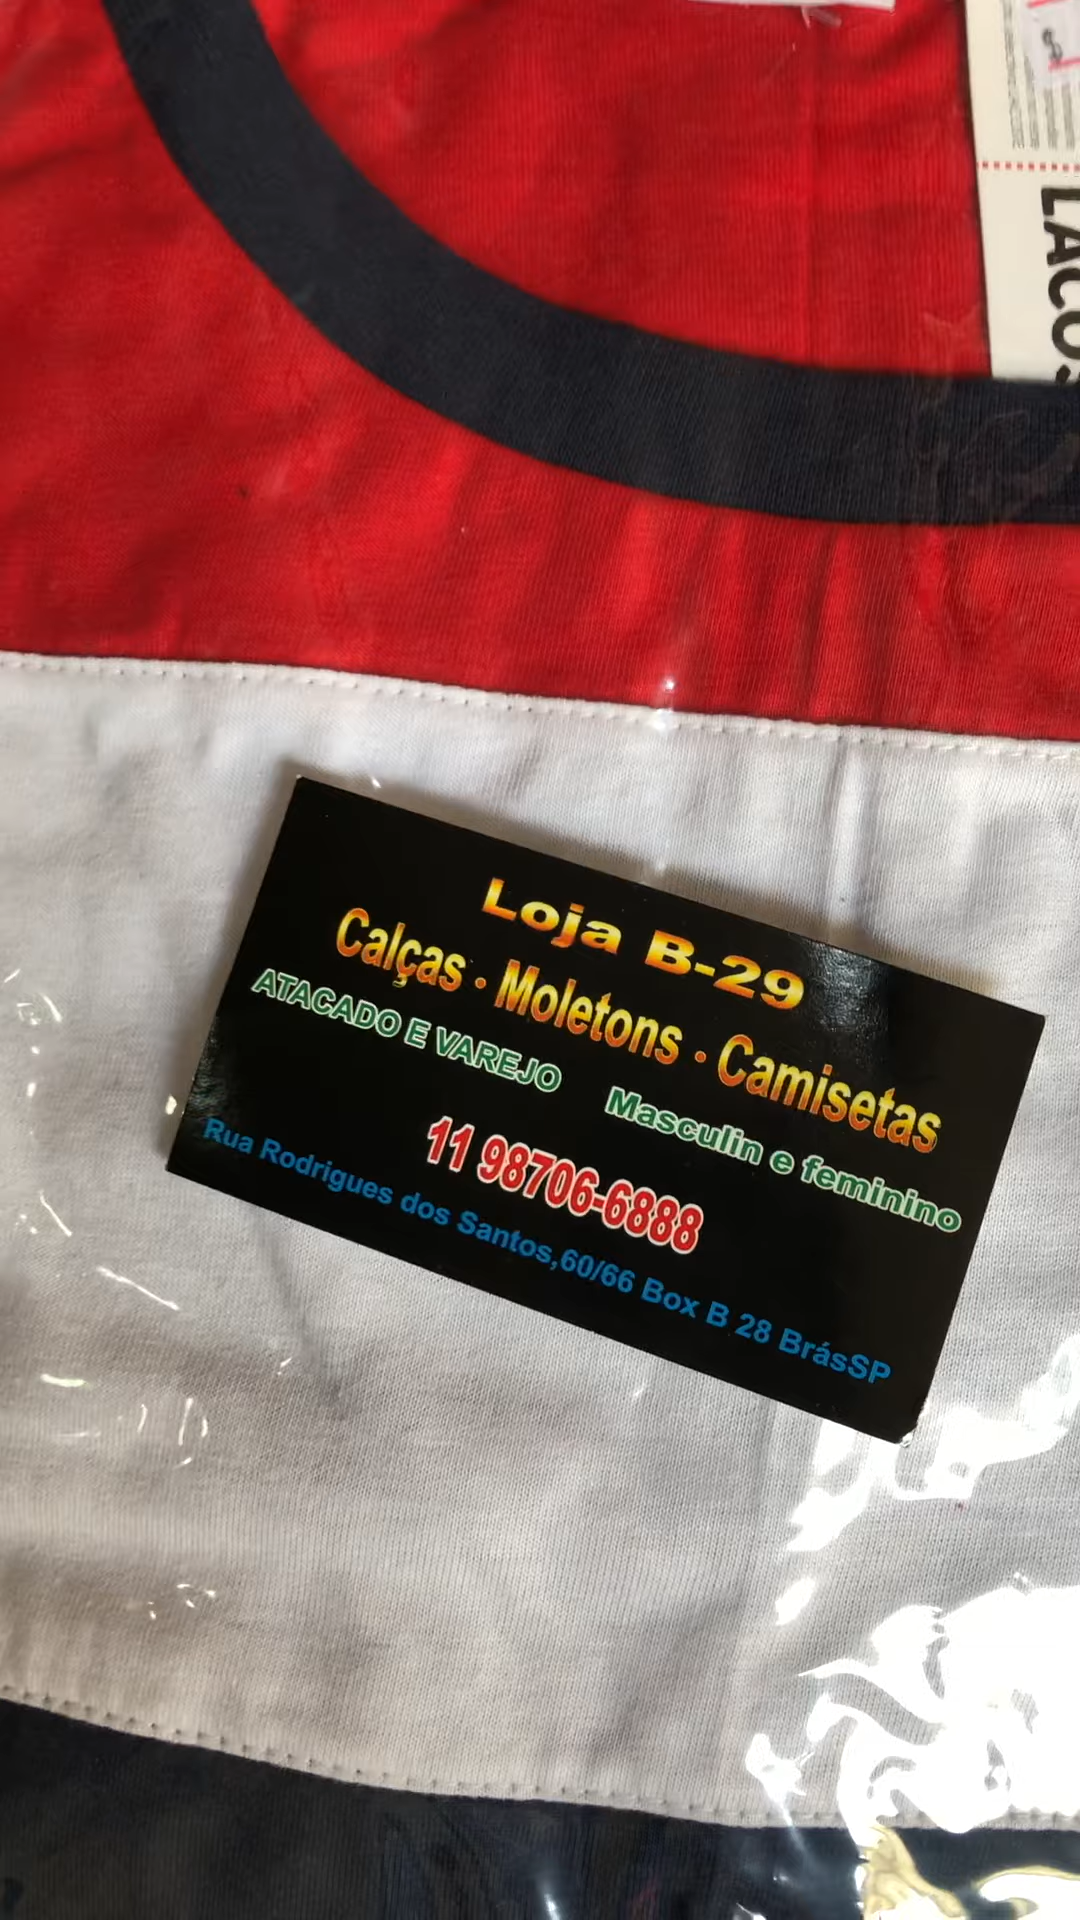 LACOS
Loja B-29
Calças · Moletons · Camisetas
ATACADO E VAREJO Masculin e feminino
11 98706-6888
Rua Rodrigues dos Santos,60/66 Box B 28 BrásSP